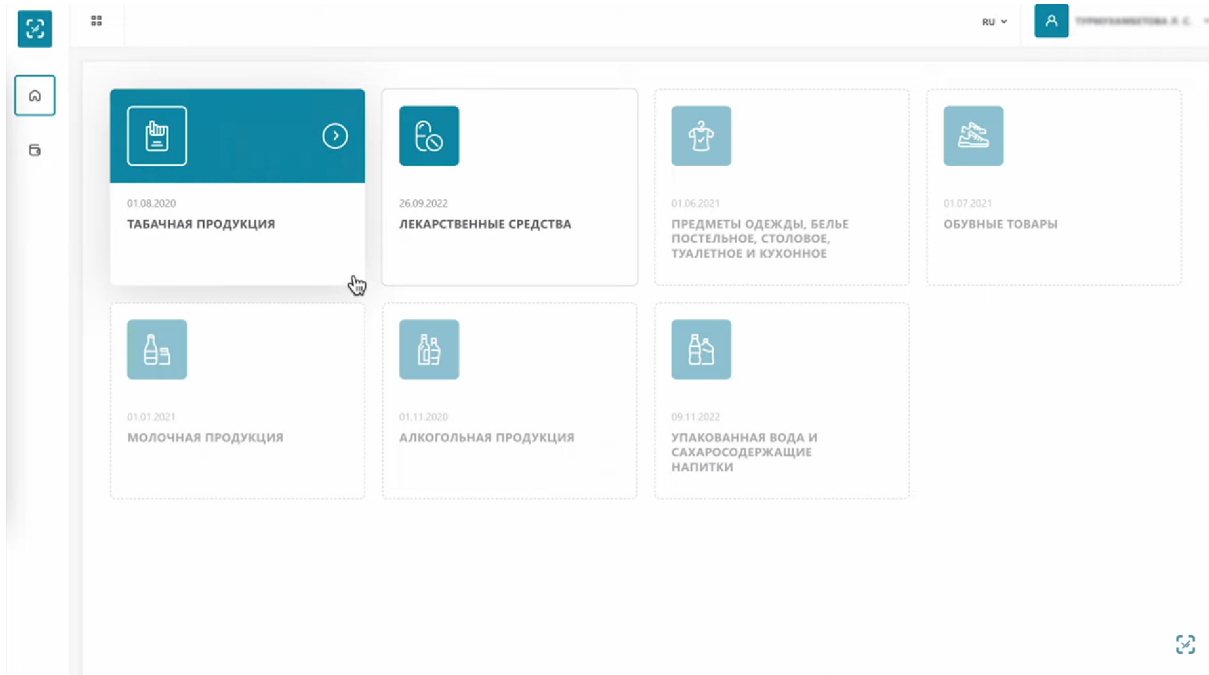 RU
01.08.2020
ТАБАЧНАЯ ПРОДУКЦИЯ
26.09.2022
ЛЕКАРСТВЕННЫЕ СРЕДСТВА
01.06.2021
ПРЕДМЕТЫ ОДЕЖДЫ, БЕЛЬЕ
ПОСТЕЛЬНОЕ, СТОЛОВОЕ,
ТУАЛЕТНОЕ И КУХОННОЕ
01.07.2021
ОБУВНЫЕ ТОВАРЫ
01.01.2021
МОЛОЧНАЯ ПРОДУКЦИЯ
01.11.2020
АЛКОГОЛЬНАЯ ПРОДУКЦИЯ
09.11.2022
УПАКОВАННАЯ ВОДА И
САХАРОСОДЕРЖАЩИЕ
НАПИТКИ